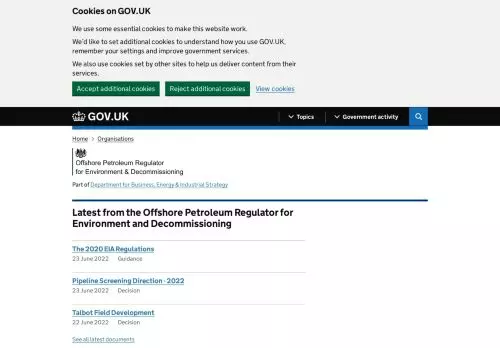 Cookies on GOV.UK
We use some essential cookies to make this website work.
We'd like to set additional cookies to understand how you use GOV.UK,
remember your settings and improve government services.
We also use cookies set by other sites to help us deliver content from their
services.
Accept additional cookies Reject additional cookies View cookies
GOV.UK Topics Government activity
Home > Organisations
Offshore Petroleum Regulator
for Environment & Decommissioning
Part of Department for Business, Energy & Industrial Strategy
Latest from the Offshore Petroleum Regulator for
Environment and Decommissioning
The 2020 EIA Regulations
23 June 2022 Guidance
Pipeline Screening Direction - 2022
23 June 2022 Decision
Talbot Field Development
22 June 2022 Decision
See all latest documents